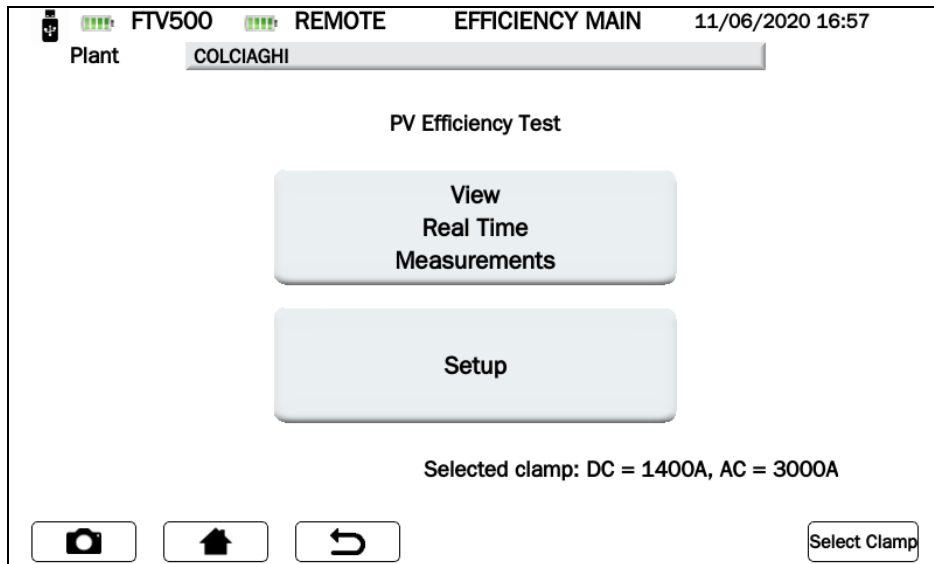 FTV500 REMOTE EFFICIENCY MAIN 11/06/2020 16:57
Plant COLCIAGHI
PV Efficiency Test
View
Real Time
Measurements
Setup
Selected clamp: DC = 1400A, AC = 3000A
Select Clamp